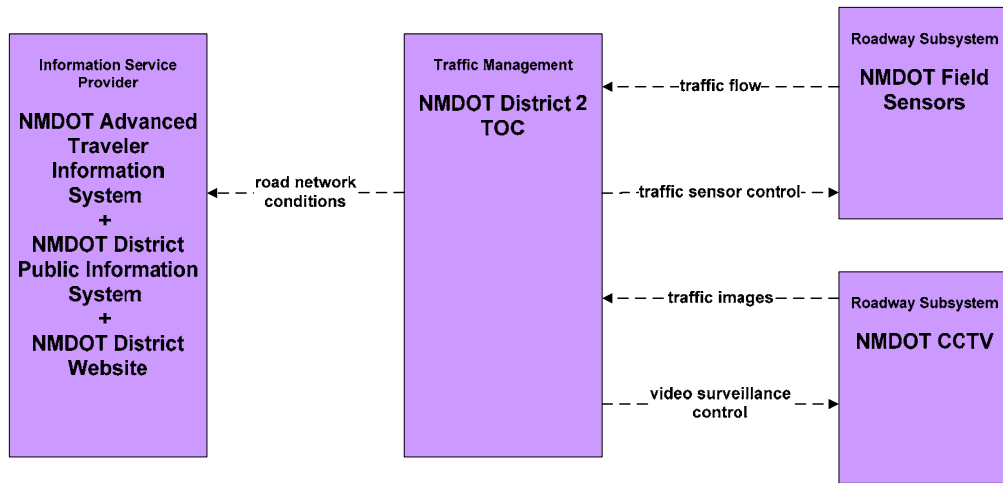 Information Service
Provider
NMDOT Advanced
Traveler
Information
System
+
NMDOT District
Public Information
System
+
NMDOT District
Website
road network
conditions
Traffic Management
NMDOT District 2
TOC
traffic flow
traffic sensor control
traffic images
video surveillance
control
Roadway Subsystem
NMDOT Field
Sensors
Roadway Subsystem
NMDOT CCTV